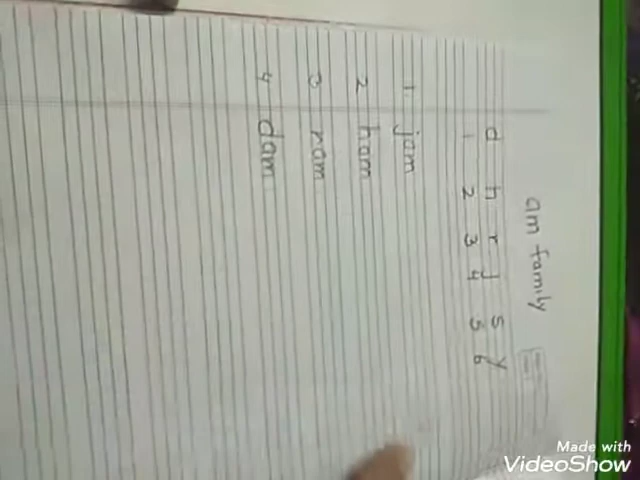 am family
d h r j s y
1 2 3 4 5 6
1 jam
2 ham
3 ram
4 dam
Made with
VideoShow